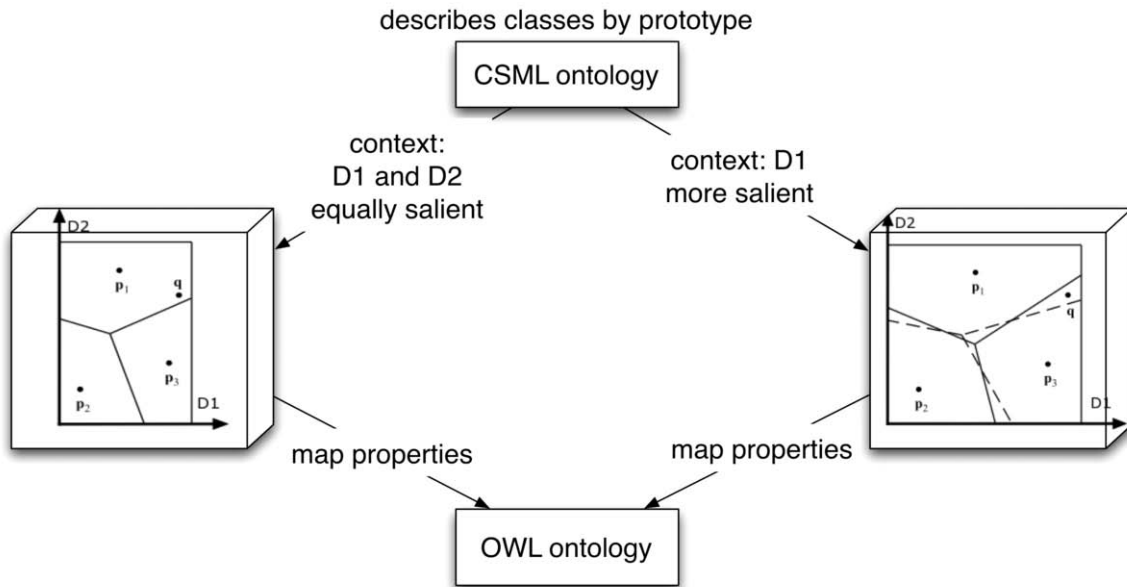 describes classes by prototype
CSML ontology
context:
D1 and D2
equally salient
context: D1
more salient
D2
p1
q
p3
p2
D1
D2
p1
q
p3
p2
D1
map properties
map properties
OWL ontology